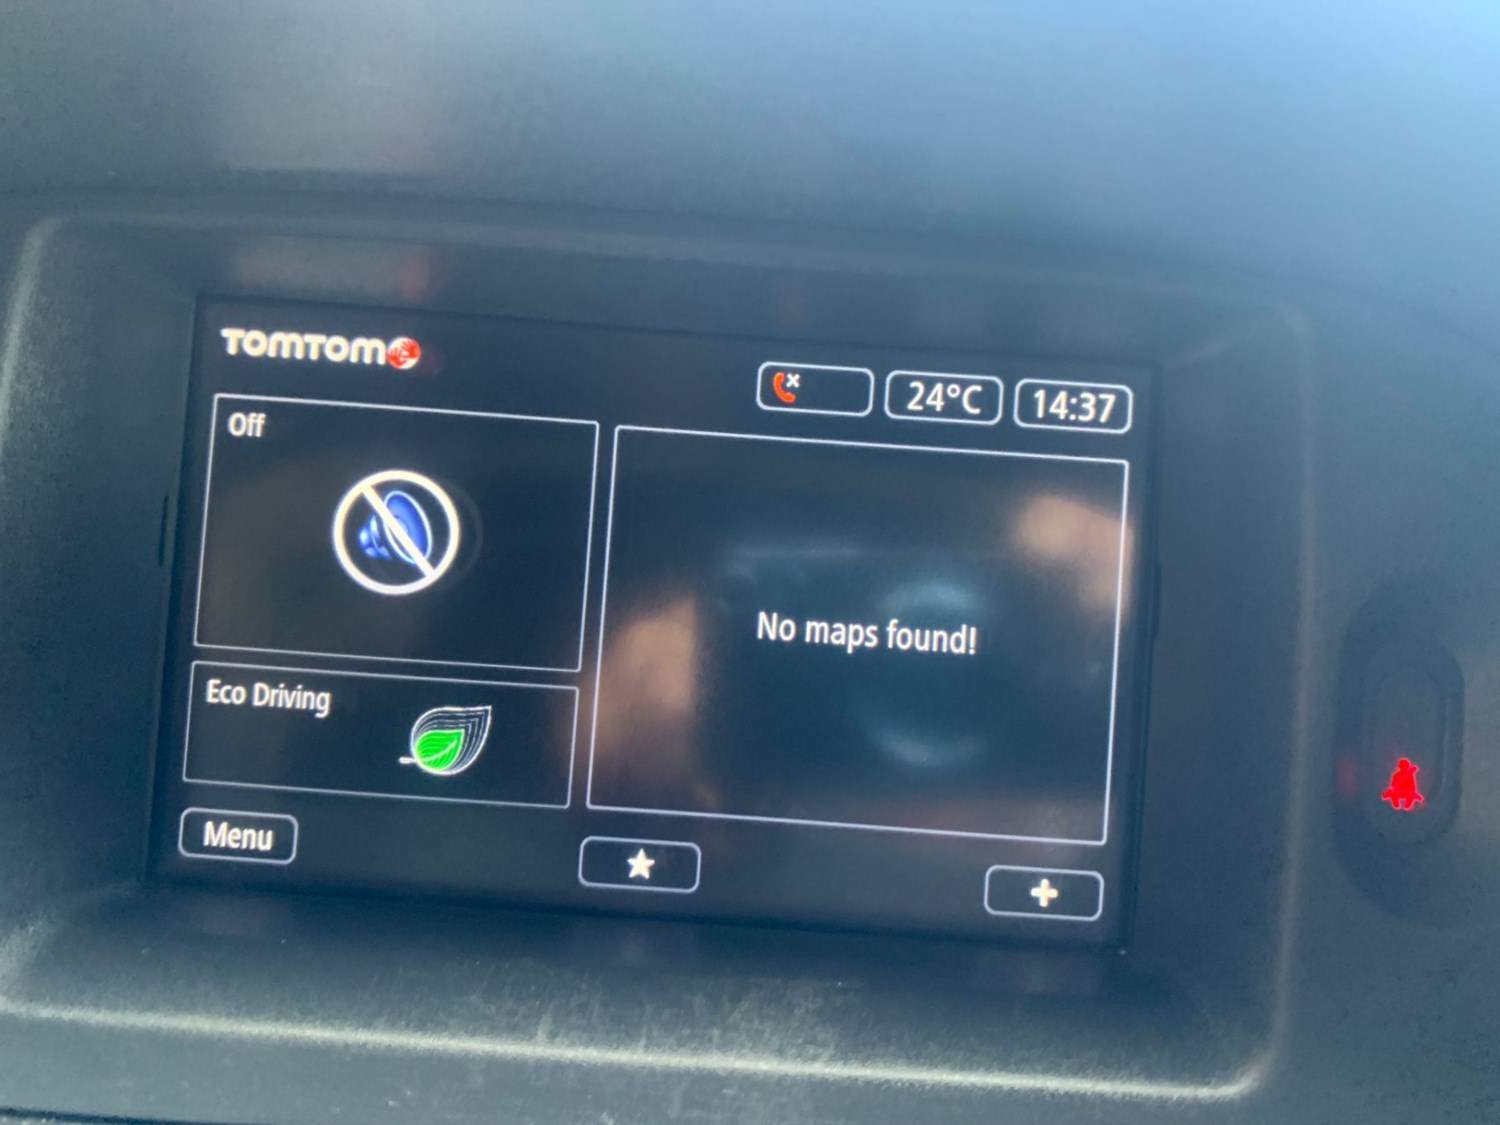 TOMTOM
24°C
14:37
Off
No maps found!
Eco Driving
Menu